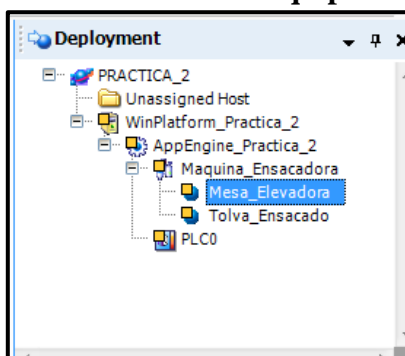 Deployment
PRACTICA_2
Unassigned Host
WinPlatform_Practica_2
AppEngine_Practica_2
Maquina_Ensacadora
Mesa_Elevadora
Tolva_Ensacado
PLC0